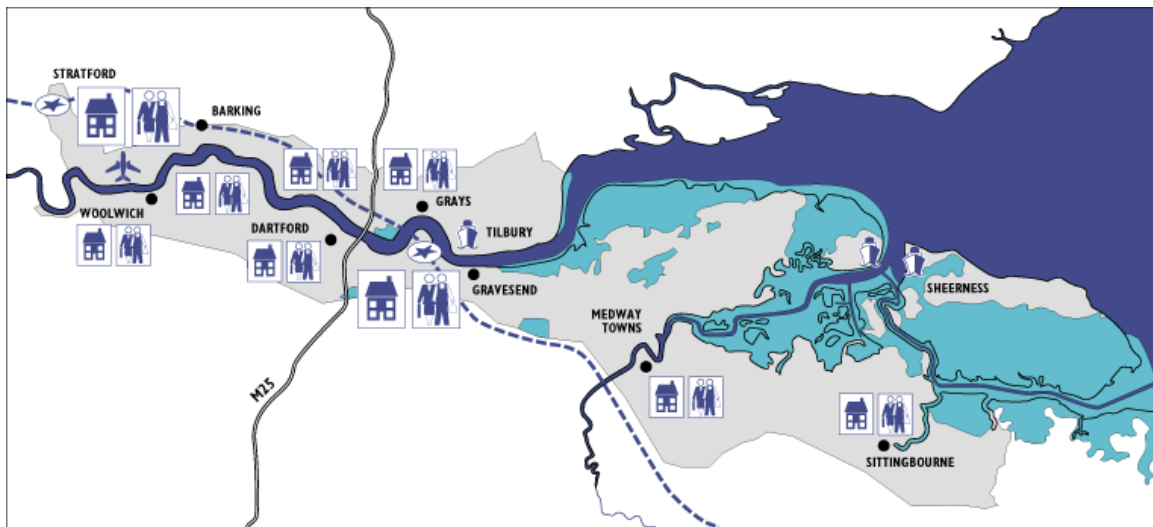 STRATFORD
BARKING
WOOLWICH
DARTFORD
GRAYS
TILBURY
GRAVESEND
MEDWAY
TOWNS
SHEERNESS
M25
SITTINGBOURNE